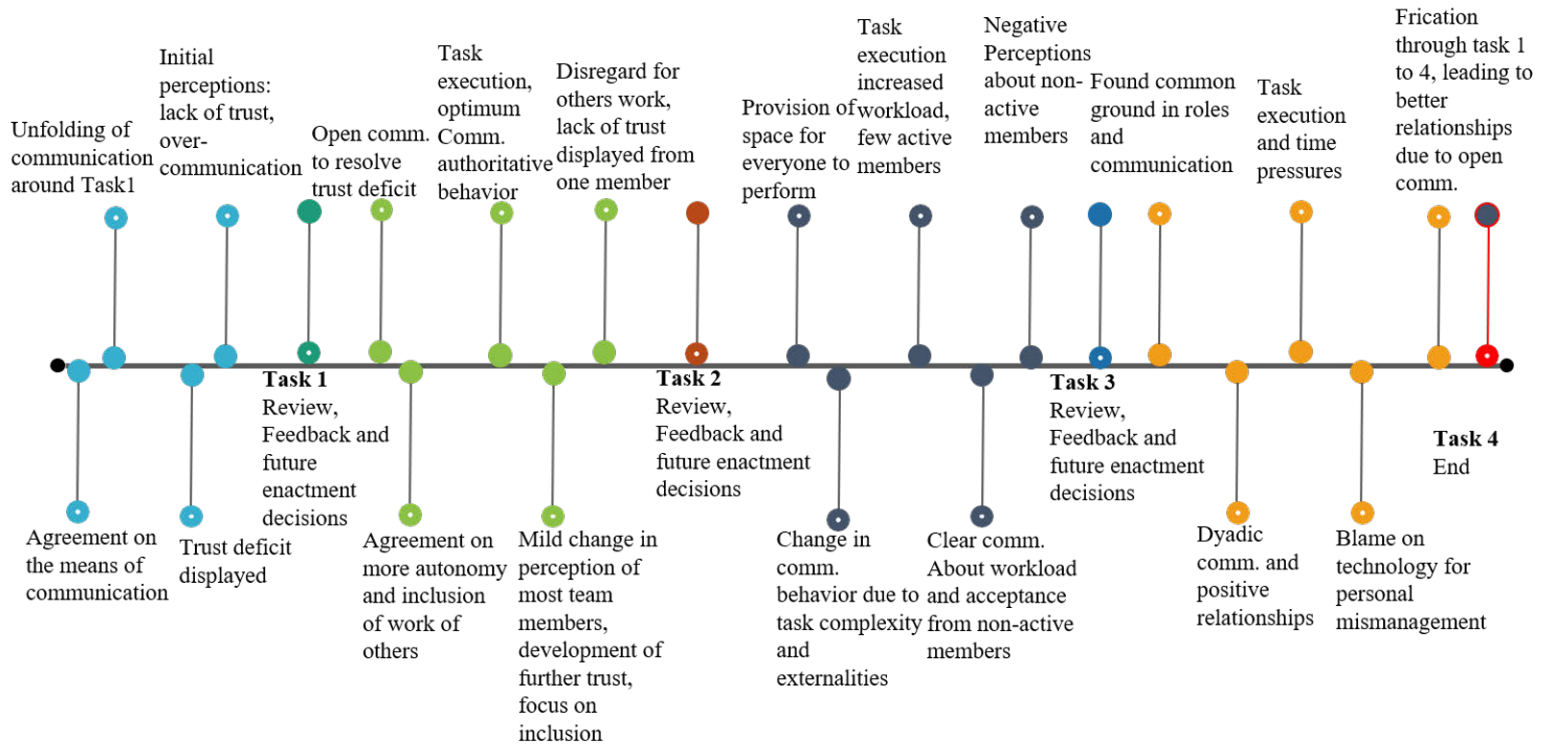 Unfolding of
communication
around Task1
Initial
perceptions:
lack of trust,
over-
communication
Open comm.
to resolve
trust deficit
Task
execution,
optimum
Comm.
authoritative
behavior
Disregard for
others work,
lack of trust
displayed from
one member
Provision of
space for
everyone to
perform
Task
execution
increased
workload,
few active
members
Negative
Perceptions
about non-
active
members
Found common
ground in roles
and
communication
Task
execution
and time
pressures
Frication
through task 1
to 4, leading to
better
relationships
due to open
comm.
Task 1
Review,
Feedback and
future
enactment
decisions
Task 2
Review,
Feedback and
future enactment
decisions
Task 3
Review,
Feedback and
future enactment
decisions
Task 4
End
Agreement on
the means of
communication
Trust deficit
displayed
Agreement on
more autonomy
and inclusion
of work of
others
Mild change in
perception of
most team
members,
development of
further trust,
focus on
inclusion
Change in
comm.
behavior due to
task complexity
and
externalities
Clear comm.
About workload
and acceptance
from non-active
members
Dyadic
comm. and
positive
relationships
Blame on
technology for
personal
mismanagement